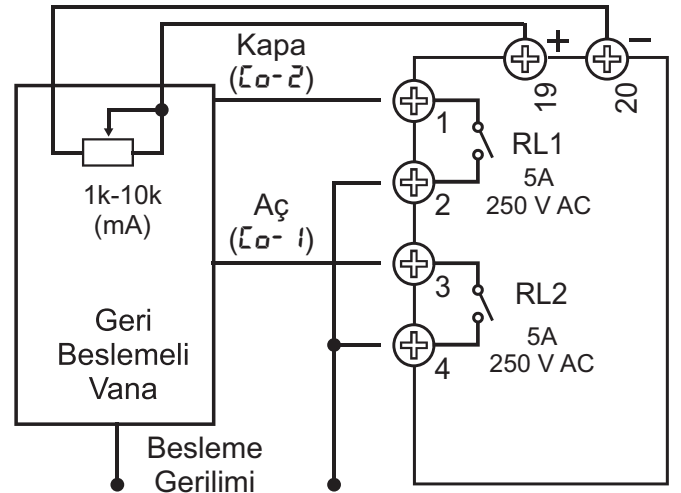 Kapa
(Co-2)
+
−
19
20
1
RL1
5A
250 V AC
2
1k-10k
(mA)
Aç
(Co- 1)
3
RL2
5A
250 V AC
4
Geri
Beslemeli
Vana
Besleme
Gerilimi